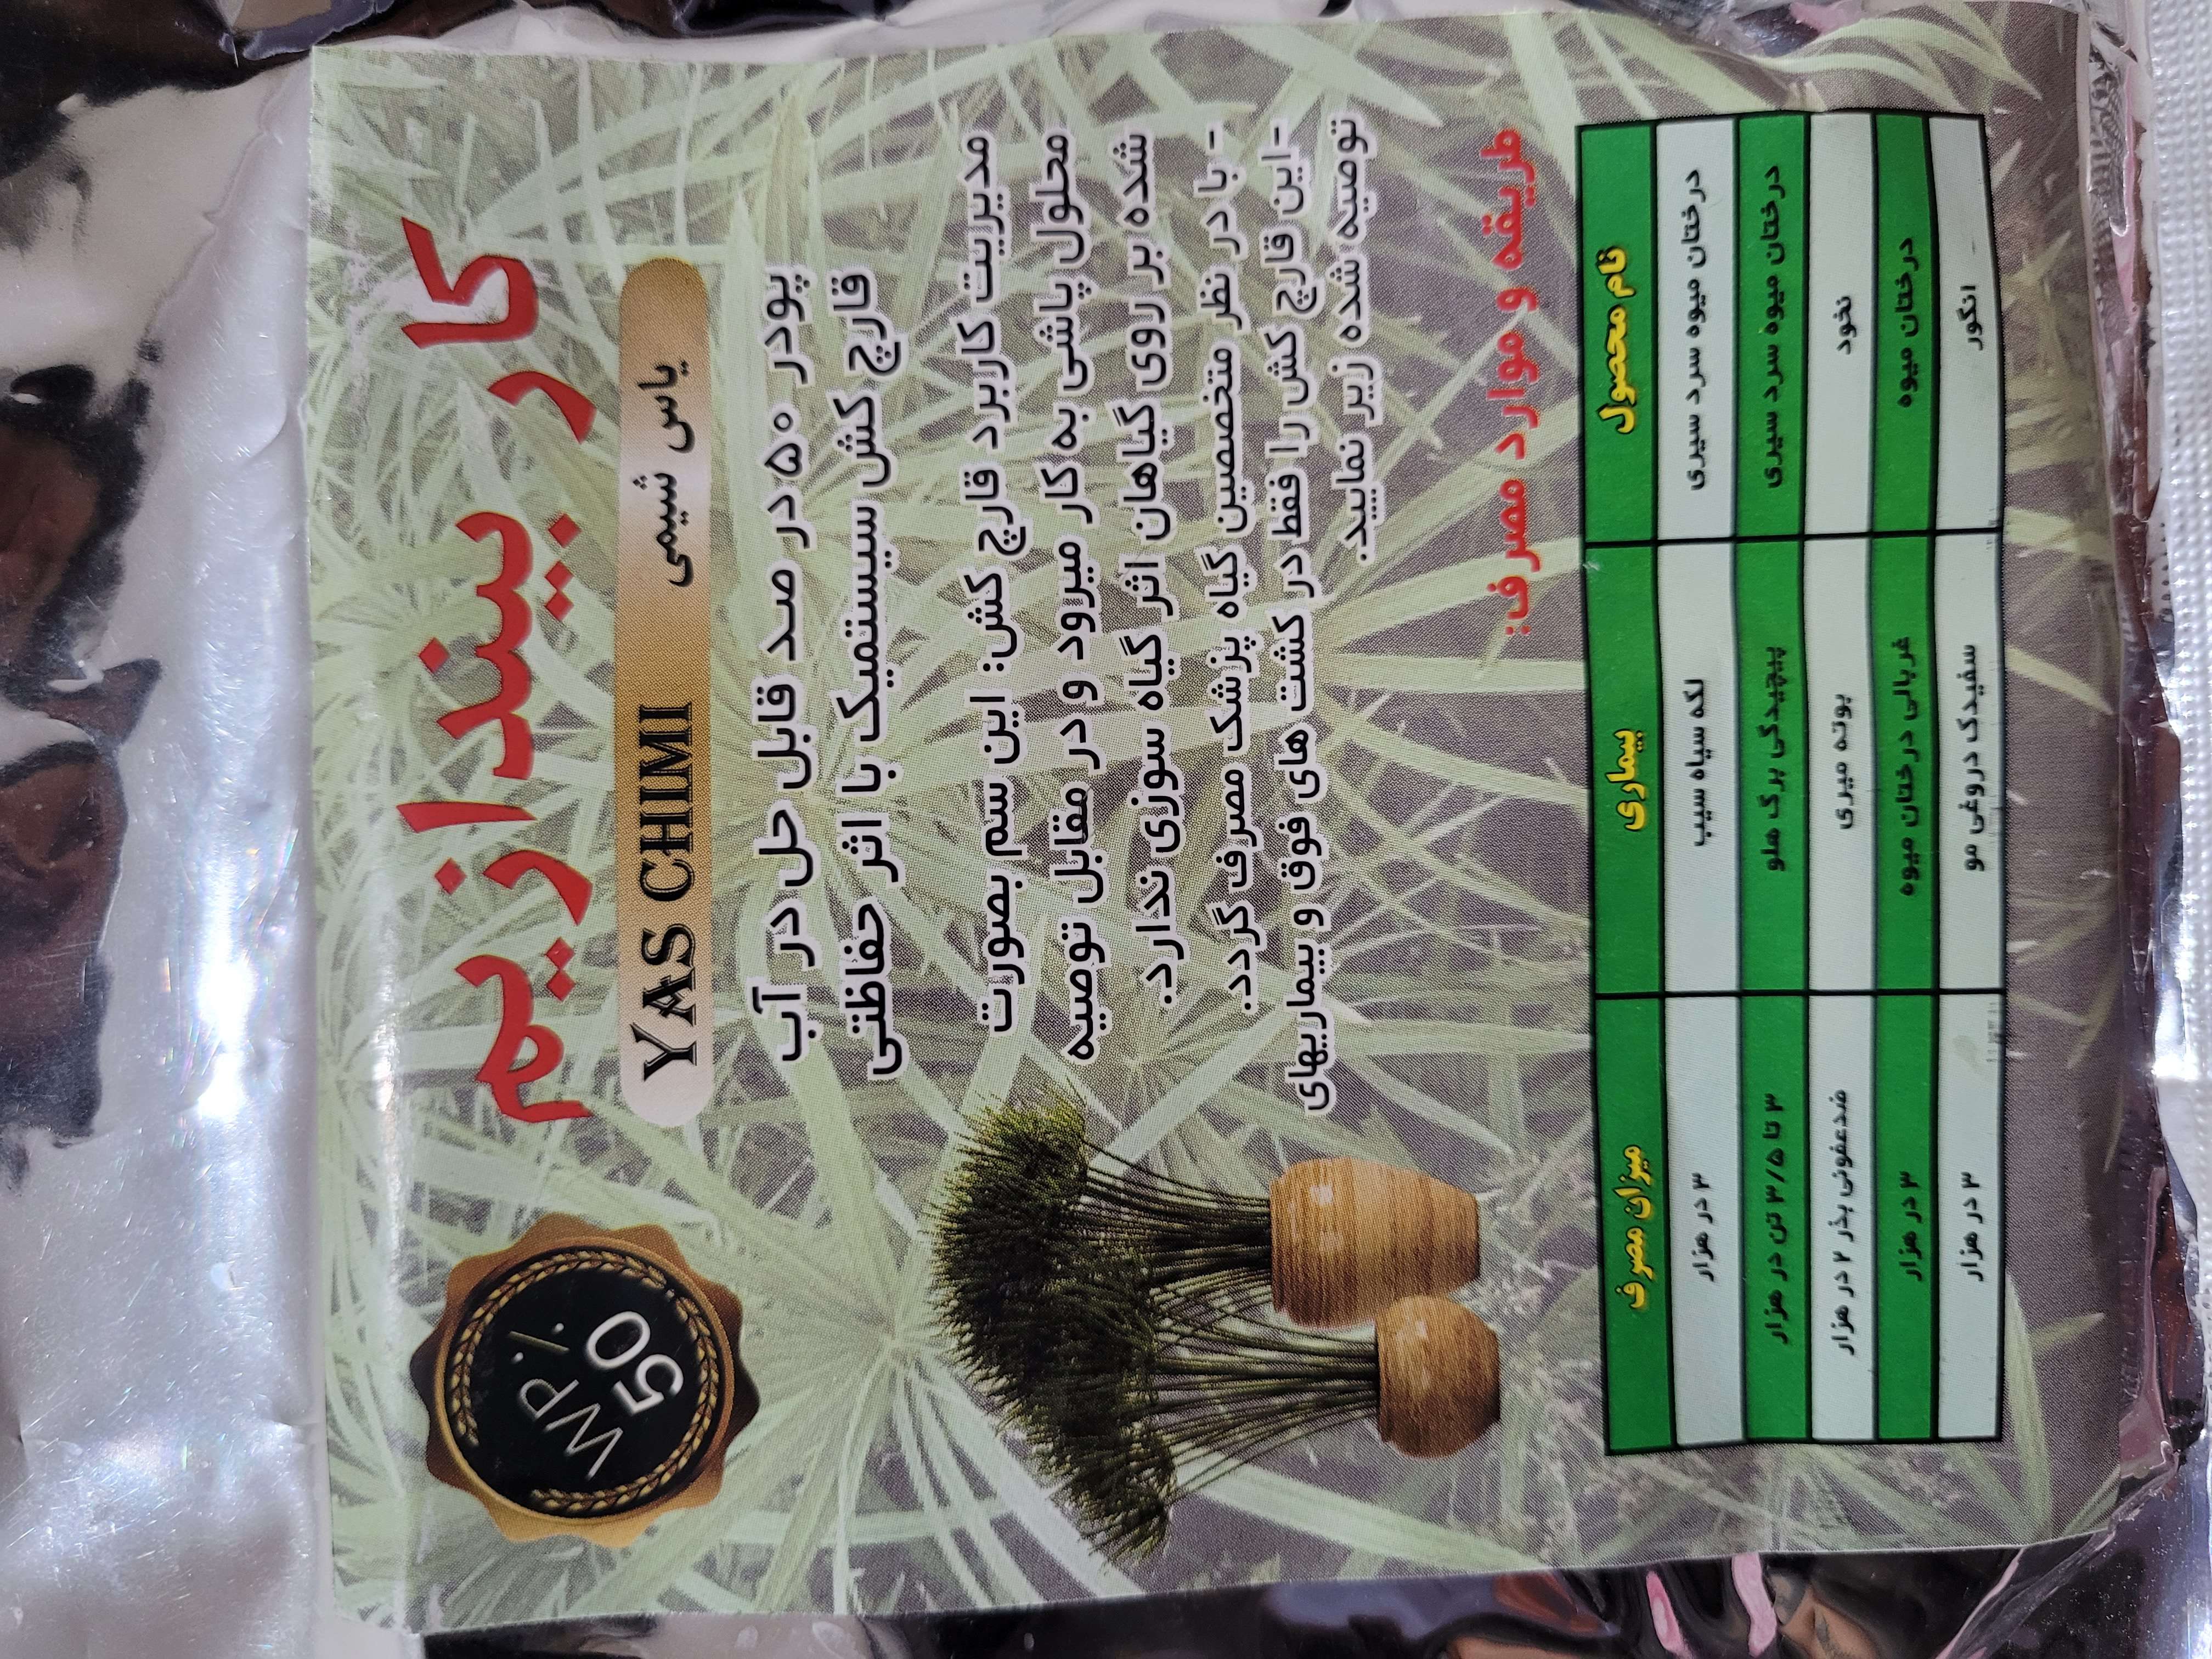 کار بیندازیم
YAS CHIMI یاس شیمی
WP٪
50
پودر ۵۰ در صد قابل حل در آب
قارچ کش سیستمیک با اثر حفاظتی
مدیریت کاربرد قارچ کش: این سم بصورت
محلول پاشی به کار میرود و در مقابل توصیه
شده بر روی گیاهان اثر گیاه سوزی ندارد.
- با در نظر متخصصین گیاه پزشک مصرف گردد.
-این قارچ کش را فقط در کشت های فوق و بیماریهای
توصیه شده زیر نمایید.
طریقه و موارد مصرف:
نام محصول بیماری میزان مصرف
درختان میوه سرد سیری لکه سیاه سیب ۳ در هزار
درختان میوه سرد سیری پیچیدگی برگ هلو ۳ تا ۳/۵ تن در هزار
نخود بوته میری ضدعفونی بذر ۲ در هزار
درختان میوه غربالی درختان میوه ۳ در هزار
انگور سفیدک دروغی مو ۳ در هزار